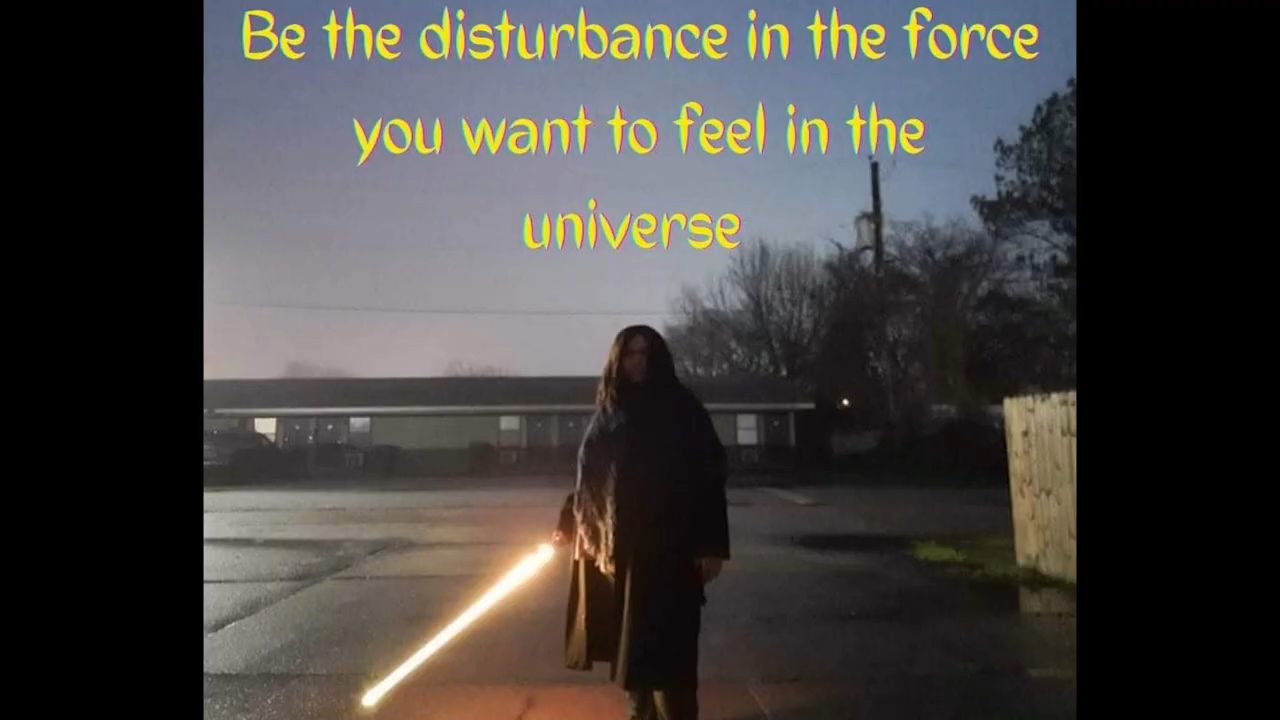 Be the disturbance in the force
you want to feel in the
universe